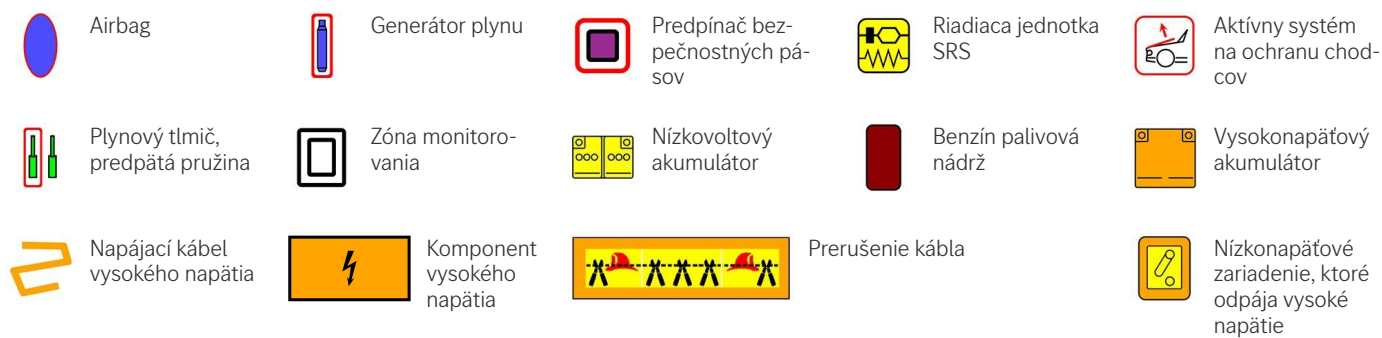 Airbag
Generátor plynu
Predpínač bez-
pečnostných pá-
sov
Riadiaca jednotka
SRS
Aktívny systém
na ochranu chod-
cov
Plynový tlmič,
predpätá pružina
Zóna monitoro-
vania
Nízkovoltový
akumulátor
Benzín palivová
nádrž
Vysokonapäťový
akumulátor
Napájací kábel
vysokého napätia
Komponent
vysokého
napätia
Prerušenie kábla
Nízkonapäťové
zariadenie, ktoré
odpája vysoké
napätie